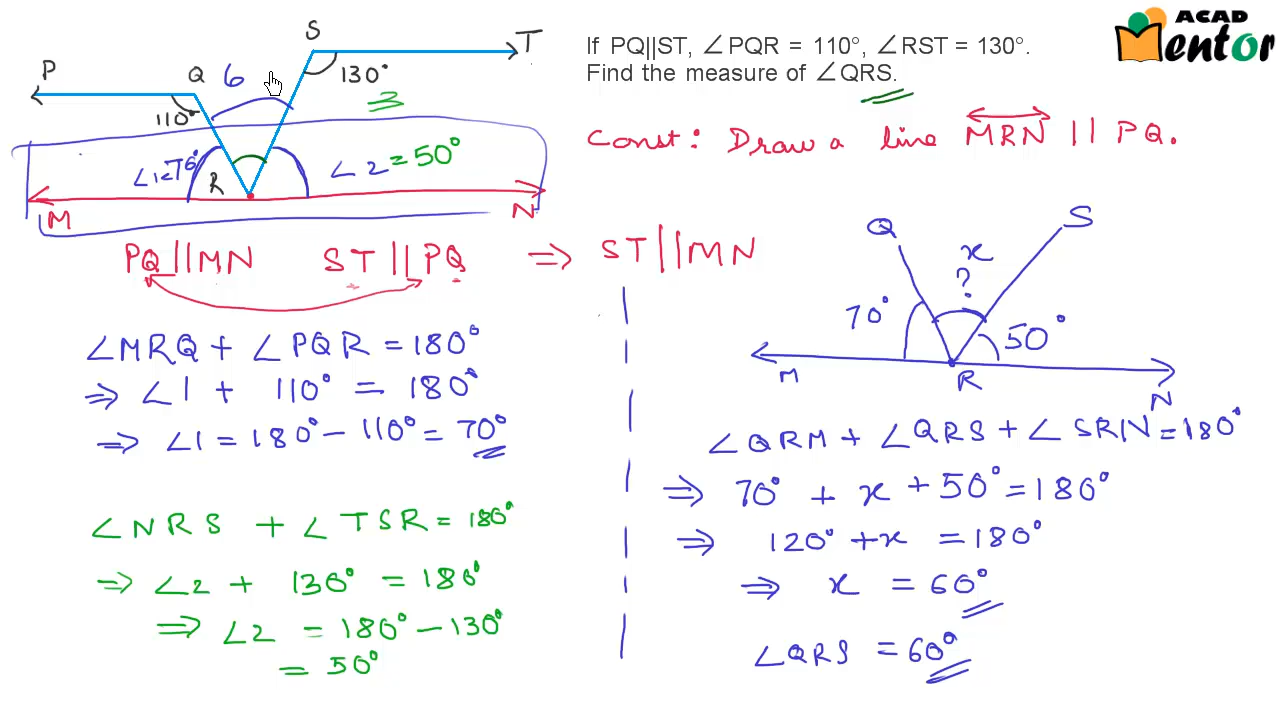 ACAD
Mentor
If PQ||ST, ∠PQR = 110°, ∠RST = 130°.
Find the measure of ∠QRS.
Const: Draw a line MRN || PQ.
P
Q
6
S
T
110°
130°
∠1=70°
R
∠2 = 50°
M
N
PQ||MN ST||PQ ⇒ ST||MN
∠MRQ + ∠PQR = 180°
⇒ ∠1 + 110° = 180°
⇒ ∠1 = 180° − 110° = 70°
∠NRS + ∠TSR = 180°
⇒ ∠2 + 130° = 180°
⇒ ∠2 = 180° − 130°
= 50°
Q
S
x
?
70°
50°
M
R
N
∠QRM + ∠QRS + ∠SRN = 180°
⇒ 70° + x + 50° = 180°
⇒ 120° + x = 180°
⇒ x = 60°
∠QRS = 60°